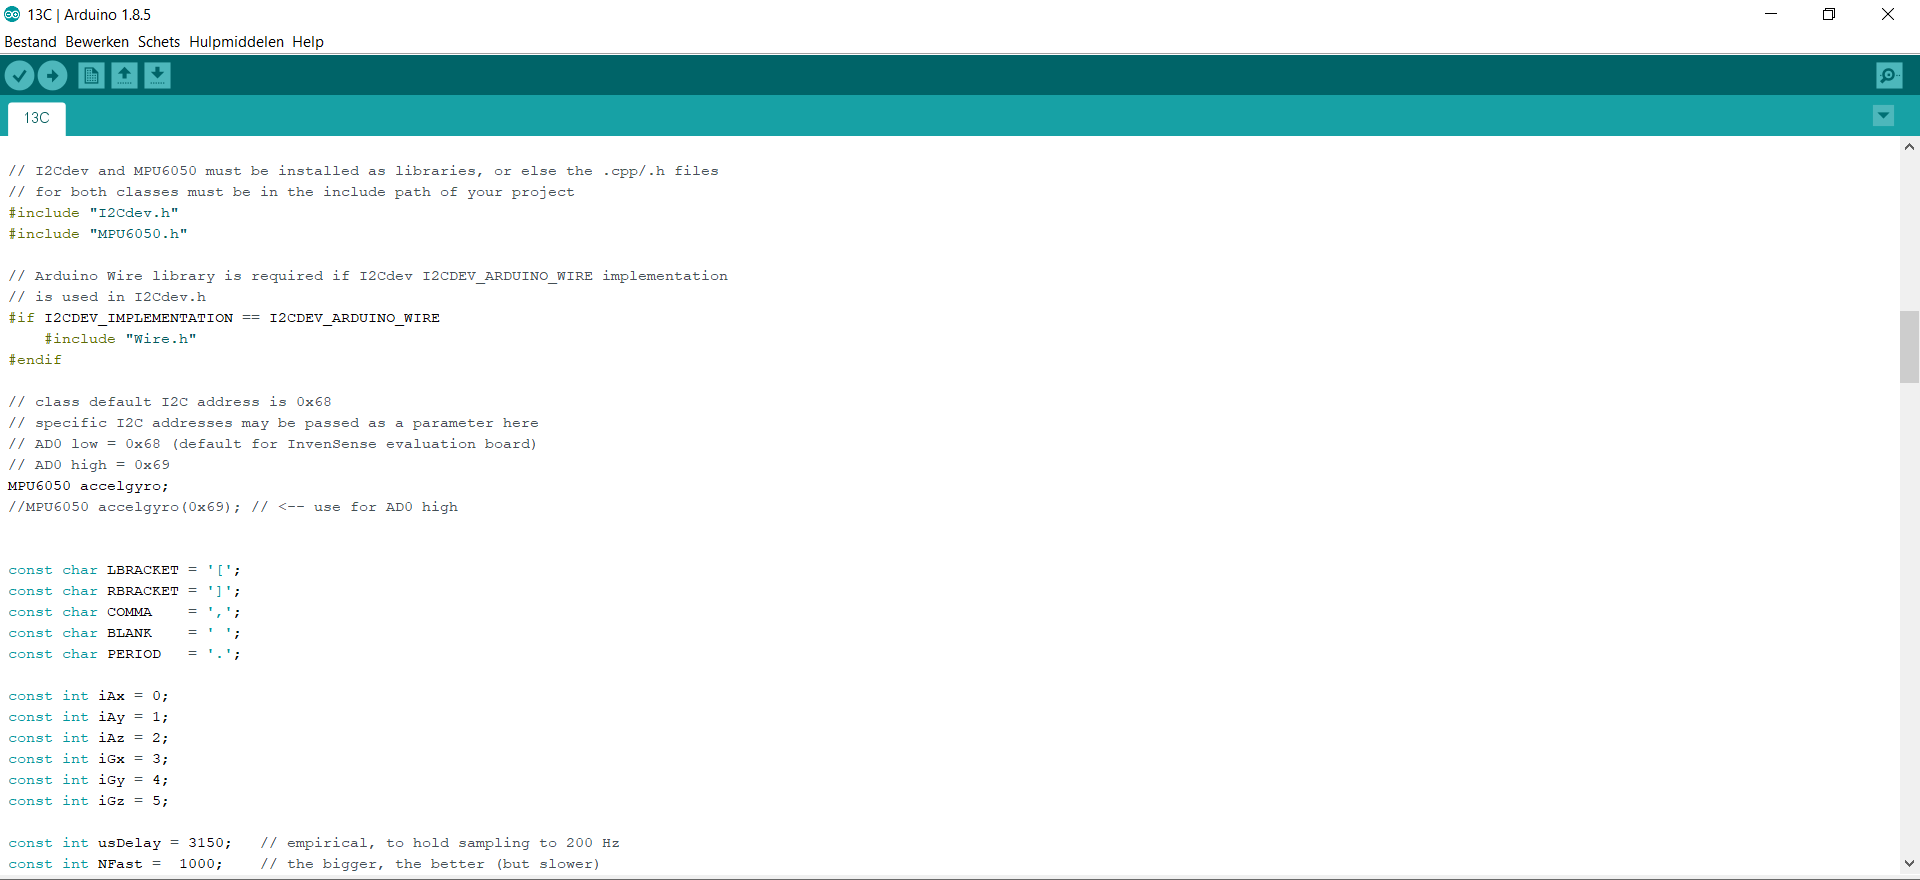 13C | Arduino 1.8.5
Bestand Bewerken Schets Hulpmiddelen Help
13C
// I2Cdev and MPU6050 must be installed as libraries, or else the .cpp/.h files
// for both classes must be in the include path of your project
#include "I2Cdev.h"
#include "MPU6050.h"
// Arduino Wire library is required if I2Cdev I2CDEV_ARDUINO_WIRE implementation
// is used in I2Cdev.h
#if I2CDEV_IMPLEMENTATION == I2CDEV_ARDUINO_WIRE
    #include "Wire.h"
#endif
// class default I2C address is 0x68
// specific I2C addresses may be passed as a parameter here
// AD0 low = 0x68 (default for InvenSense evaluation board)
// AD0 high = 0x69
MPU6050 accelgyro;
//MPU6050 accelgyro(0x69); // <-- use for AD0 high
const char LBRACKET = '[';
const char RBRACKET = ']';
const char COMMA    = ',';
const char BLANK    = ' ';
const char PERIOD   = '.';
const int iAx = 0;
const int iAy = 1;
const int iAz = 2;
const int iGx = 3;
const int iGy = 4;
const int iGz = 5;
const int usDelay = 3150;   // empirical, to hold sampling to 200 Hz
const int NFast =  1000;    // the bigger, the better (but slower)